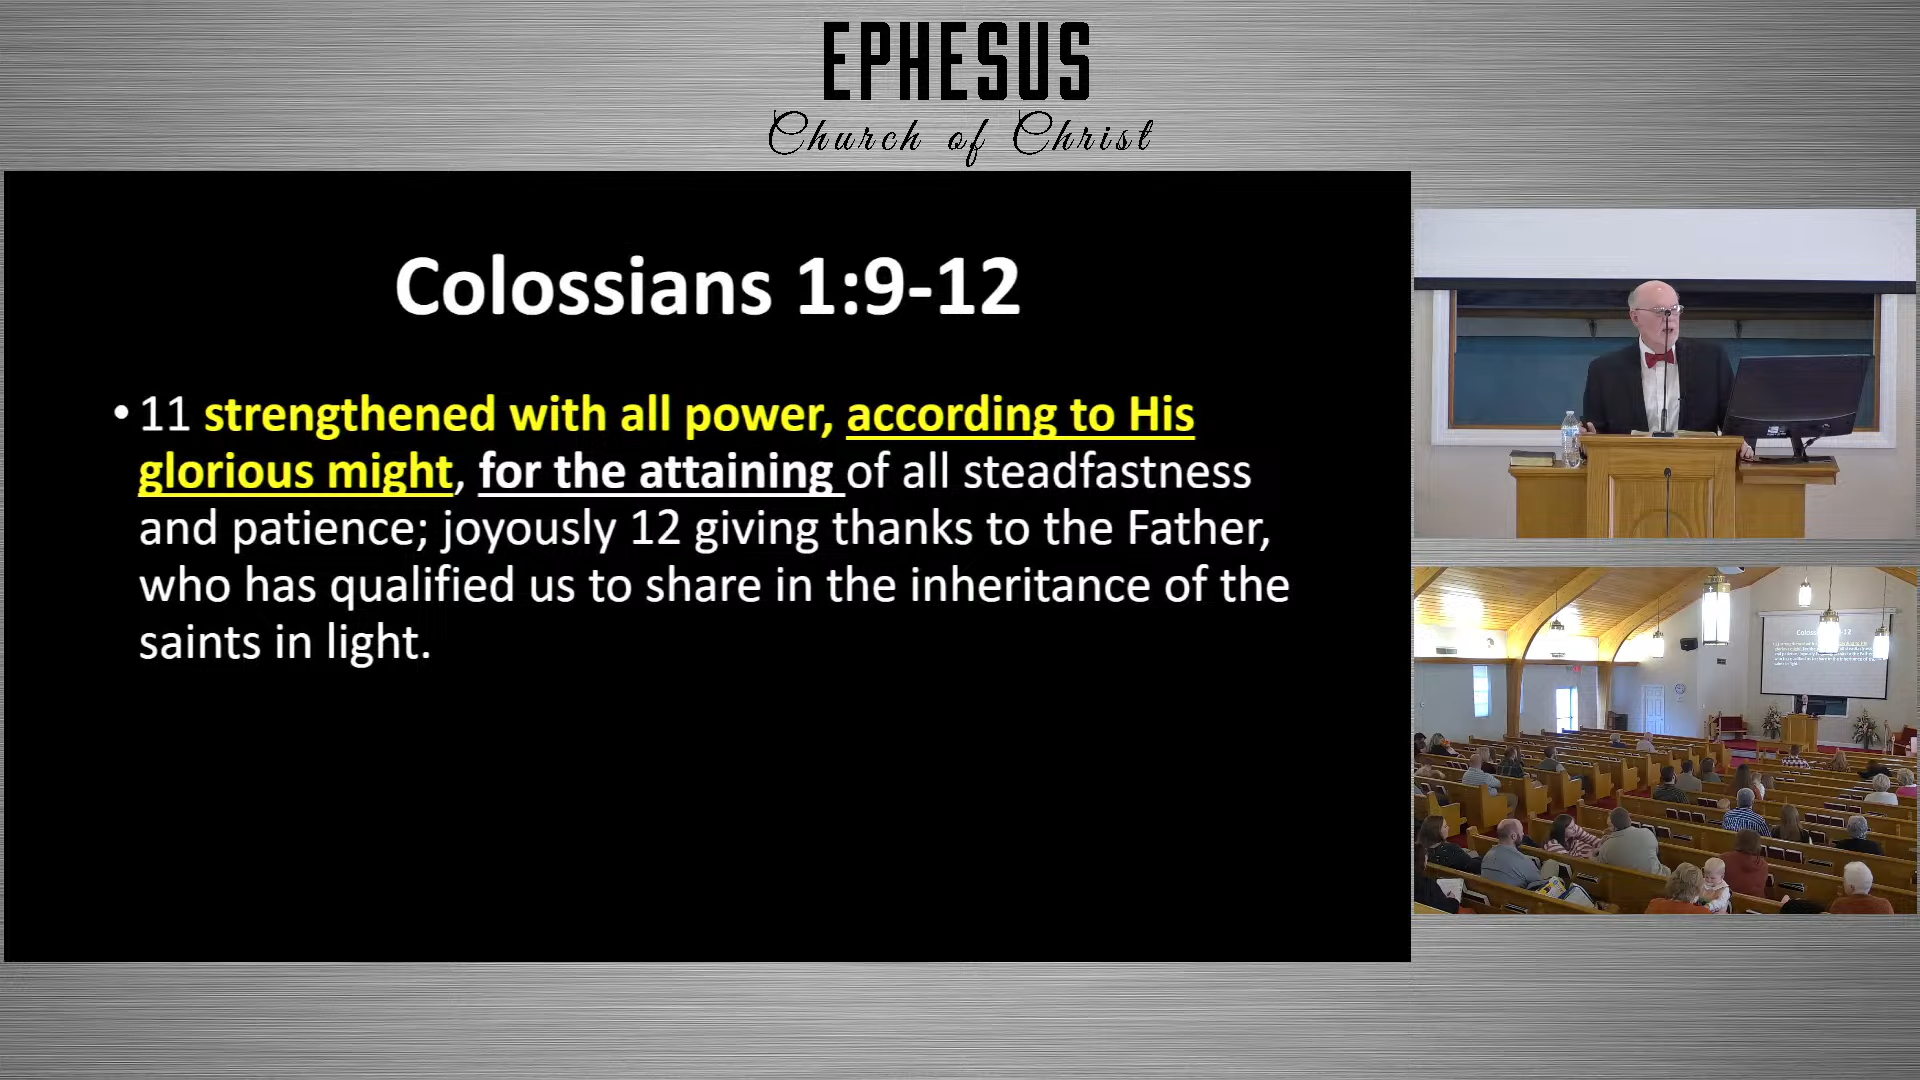 EPHESUS
Church of Christ
Colossians 1:9-12
• 11 strengthened with all power, according to His
glorious might, for the attaining of all steadfastness
and patience; joyously 12 giving thanks to the Father,
who has qualified us to share in the inheritance of the
saints in light.